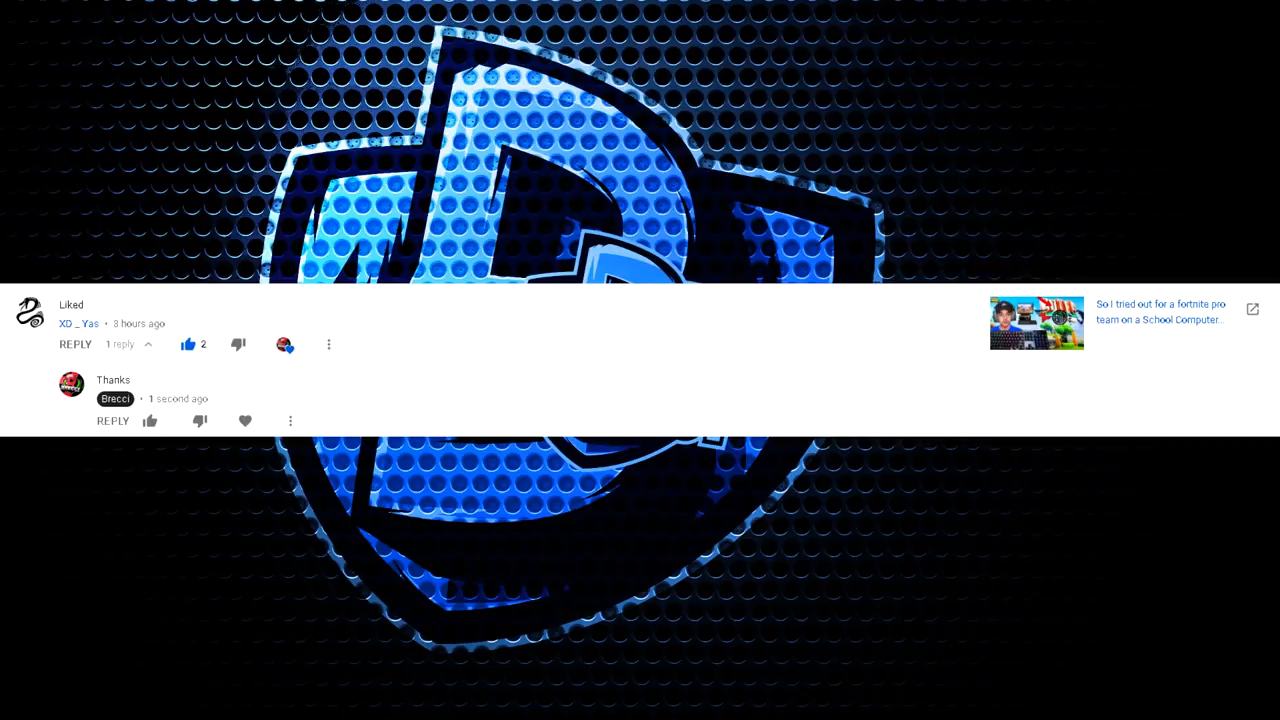 Liked
XD _ Yas • 3 hours ago
REPLY 1 reply 2
So I tried out for a fortnite pro
team on a School Computer...
Thanks
Brecci • 1 second ago
REPLY